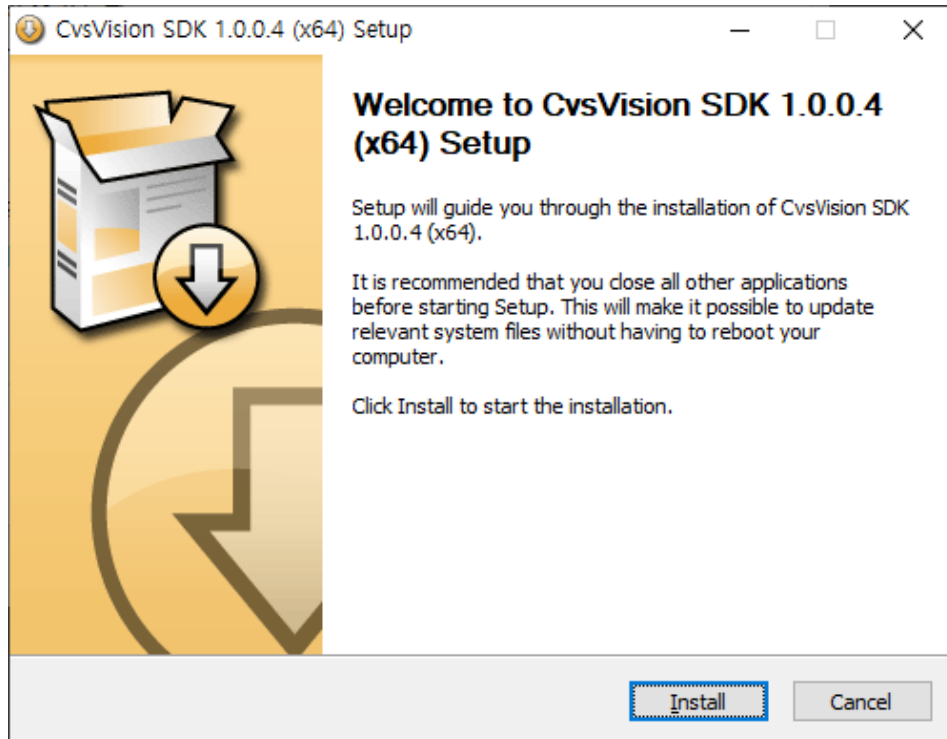 CvsVision SDK 1.0.0.4 (x64) Setup
Welcome to CvsVision SDK 1.0.0.4
(x64) Setup
Setup will guide you through the installation of CvsVision SDK
1.0.0.4 (x64).
It is recommended that you close all other applications
before starting Setup. This will make it possible to update
relevant system files without having to reboot your
computer.
Click Install to start the installation.
Install
Cancel